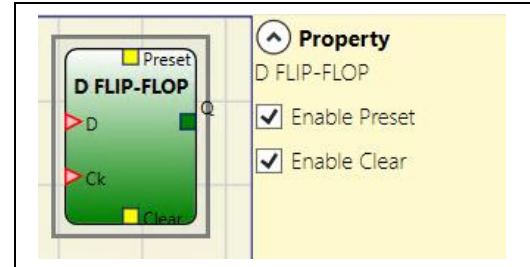 Preset
D FLIP-FLOP
Q
D
Ck
Clear
Property
D FLIP-FLOP
Enable Preset
Enable Clear